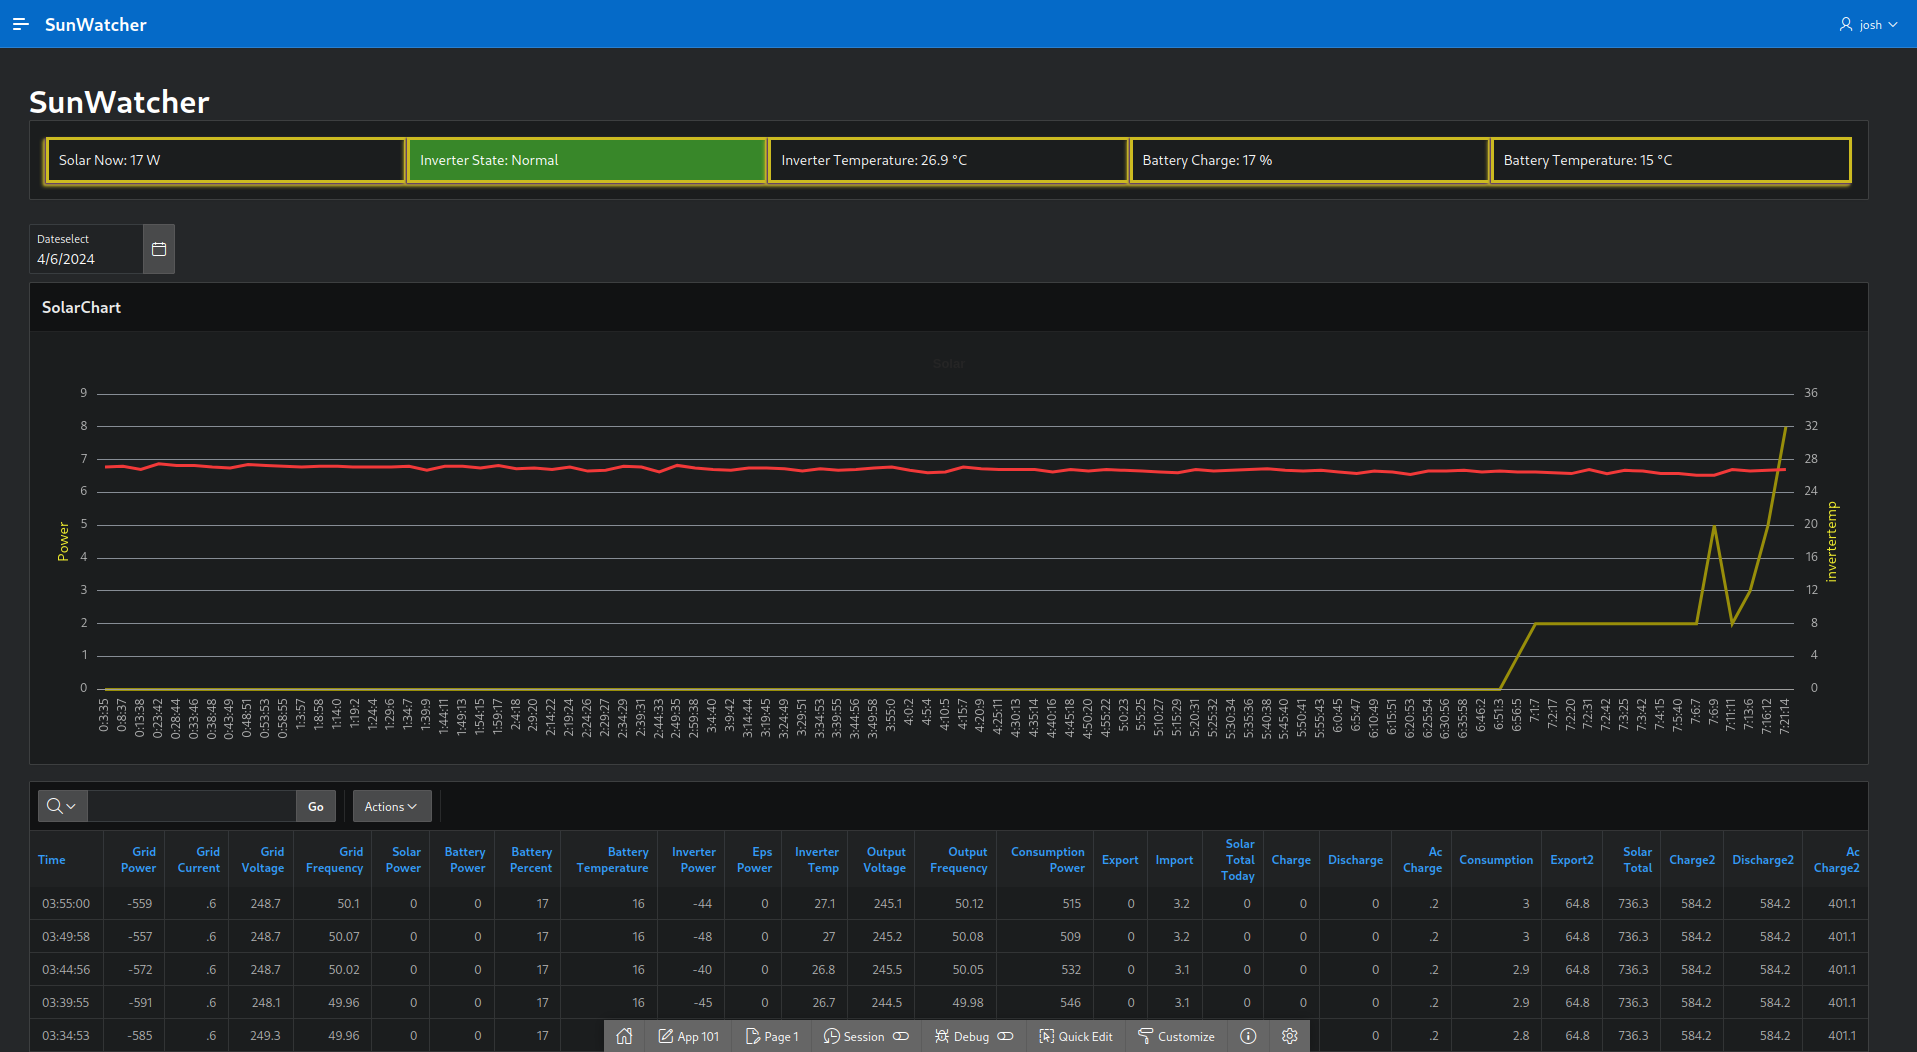 SunWatcher
josh
SunWatcher
Solar Now: 17 W
Inverter State: Normal
Inverter Temperature: 26.9 °C
Battery Charge: 17 %
Battery Temperature: 15 °C
Dateselect
4/6/2024
SolarChart
Solar
9 36
8 32
7 28
6 24
5 20
4 16
3 12
2 8
1 4
0 0
Power
invertertemp
0:3:35 0:8:37 0:13:38 0:23:42 0:28:44 0:33:46 0:38:48 0:43:49 0:48:51 0:53:53 0:58:55 1:3:57 1:8:58 1:14:0 1:19:2 1:24:4 1:29:6 1:34:7 1:39:9 1:44:11 1:49:13 1:54:15 1:59:17 2:4:18 2:9:20 2:14:22 2:19:24 2:24:26 2:29:27 2:34:29 2:39:31 2:44:33 2:49:35 2:59:38 3:4:40 3:9:42 3:14:44 3:19:45 3:24:49 3:29:51 3:34:53 3:39:55 3:44:56 3:49:58 3:55:0 4:0:2 4:5:4 4:10:5 4:15:7 4:20:9 4:25:11 4:30:13 4:35:14 4:40:16 4:45:18 4:50:20 4:55:22 5:0:23 5:5:25 5:10:27 5:15:29 5:20:31 5:25:32 5:30:34 5:35:36 5:40:38 5:45:40 5:50:41 5:55:43 6:0:45 6:5:47 6:10:49 6:15:51 6:20:53 6:25:54 6:30:56 6:35:58 6:46:2 6:51:3 6:56:5 7:1:7 7:2:17 7:2:20 7:2:31 7:2:42 7:3:25 7:3:42 7:4:15 7:5:40 7:6:7 7:6:9 7:11:11 7:13:6 7:16:12 7:21:14
Go
Actions
Time Grid Power Grid Current Grid Voltage Grid Frequency Solar Power Battery Power Battery Percent Battery Temperature Inverter Power Eps Power Inverter Temp Output Voltage Output Frequency Consumption Power Export Import Solar Total Today Charge Discharge Ac Charge Consumption Export2 Solar Total Charge2 Discharge2 Ac Charge2
03:55:00 -559 .6 248.7 50.1 0 0 17 16 -44 0 27.1 245.1 50.12 515 0 3.2 0 0 0 .2 3 64.8 736.3 584.2 584.2 401.1
03:49:58 -557 .6 248.7 50.07 0 0 17 16 -48 0 27 245.2 50.08 509 0 3.2 0 0 0 .2 3 64.8 736.3 584.2 584.2 401.1
03:44:56 -572 .6 248.7 50.02 0 0 17 16 -40 0 26.8 245.5 50.05 532 0 3.1 0 0 0 .2 2.9 64.8 736.3 584.2 584.2 401.1
03:39:55 -591 .6 248.1 49.96 0 0 17 16 -45 0 26.7 244.5 49.98 546 0 3.1 0 0 0 .2 2.9 64.8 736.3 584.2 584.2 401.1
03:34:53 -585 .6 249.3 49.96 0 0 17 0 .2 2.8 64.8 736.3 584.2 584.2 401.1
App 101 Page 1 Session Debug Quick Edit Customize